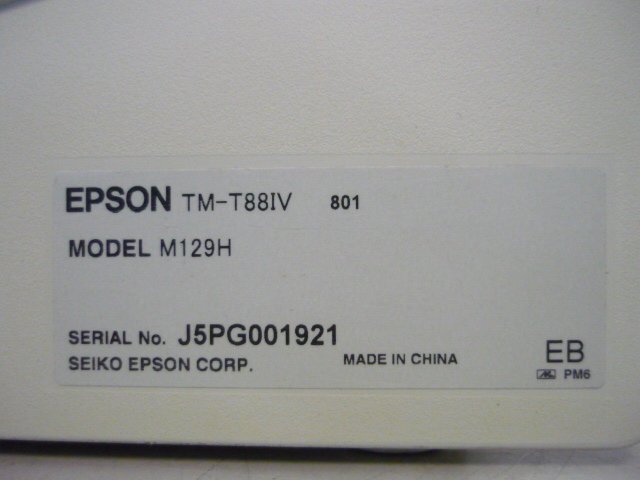 EPSON TM-T88IV 801
MODEL M129H
SERIAL No. J5PG001921
SEIKO EPSON CORP. MADE IN CHINA
EB
PM6